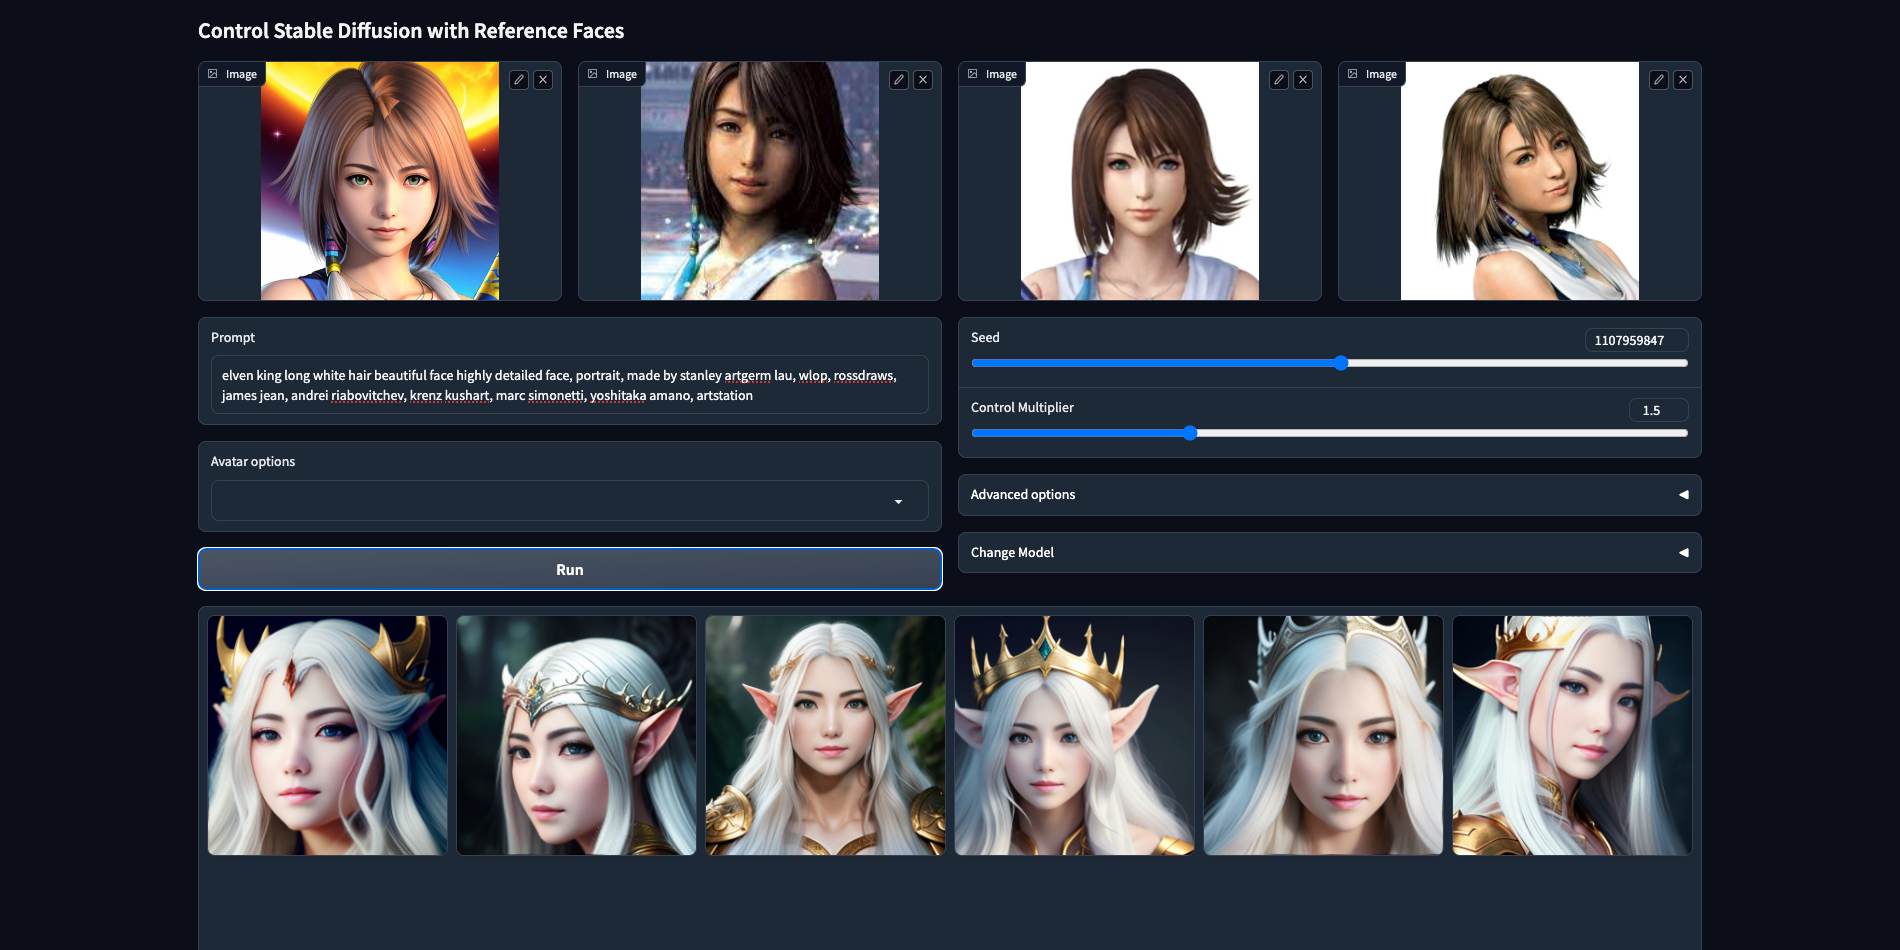 Control Stable Diffusion with Reference Faces
Image
Image
Image
Image
Prompt
elven king long white hair beautiful face highly detailed face, portrait, made by stanley artgerm lau, wlop, rossdraws,
james jean, andrei riabovitchev, krenz kushart, marc simonetti, yoshitaka amano, artstation
Seed
1107959847
Control Multiplier
1.5
Avatar options
Advanced options
Change Model
Run